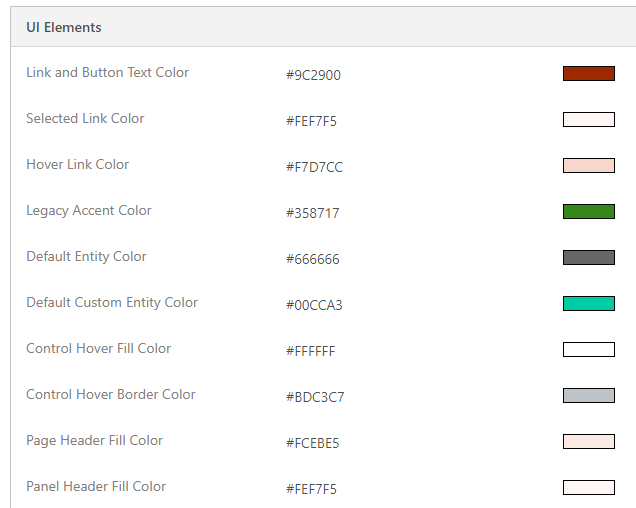 UI Elements
Link and Button Text Color #9C2900
Selected Link Color #FEF7F5
Hover Link Color #F7D7CC
Legacy Accent Color #358717
Default Entity Color #666666
Default Custom Entity Color #00CCA3
Control Hover Fill Color #FFFFFF
Control Hover Border Color #BDC3C7
Page Header Fill Color #FCEBE5
Panel Header Fill Color #FEF7F5